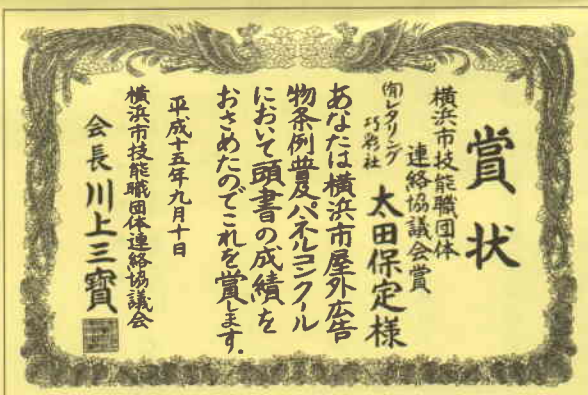 賞状
横浜市技能職団体
連絡協議会賞
(有)レタリング
巧彩社
太田保定様
あなたは横浜市屋外広告
物条例普及パネルコンクール
において頭書の成績を
おさめたのでこれを賞します.
平成十五年九月十日
横浜市技能職団体連絡協議会
会長 川上三寳